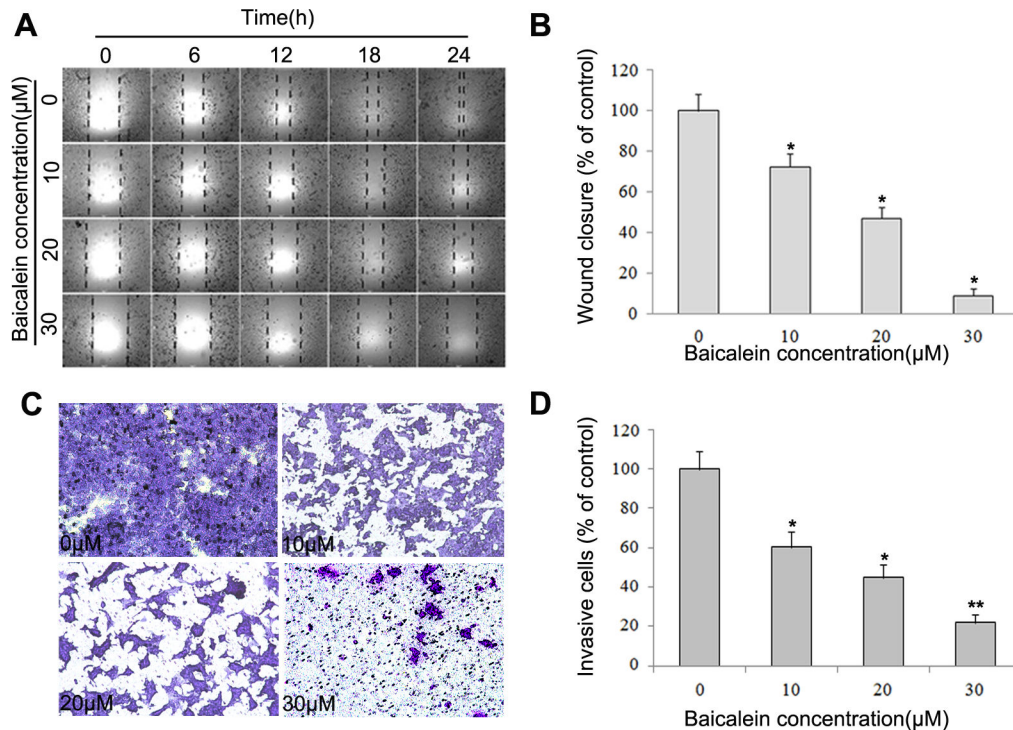 A
Time(h)
0 6 12 18 24
Baicalein concentration(µM)
0
10
20
30
B
Wound closure (% of control)
120
100
80
60
40
20
0
*
*
*
0 10 20 30
Baicalein concentration(µM)
C
0µM
10µM
20µM
30µM
D
Invasive cells (% of control)
120
100
80
60
40
20
0
*
*
**
0 10 20 30
Baicalein concentration(µM)